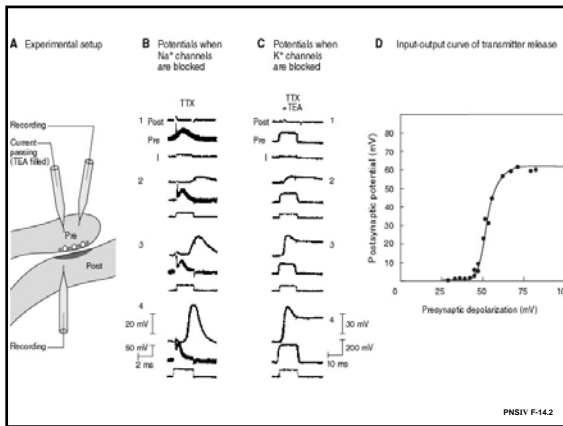 A Experimental setup
B Potentials when
Na⁺ channels
are blocked
C Potentials when
K⁺ channels
are blocked
D Input-output curve of transmitter release
Recording
Current
passing
(TEA filled)
Pre
Post
Recording
TTX
1 Post
Pre
I
2
3
4
20 mV
50 mV
2 ms
TTX
+TEA
Post 1
Pre
I
2
3
4
30 mV
200 mV
10 ms
Postsynaptic potential (mV)
80
70
60
50
40
30
20
10
0 25 50 75 100
Presynaptic depolarization (mV)
PNSIV F-14.2